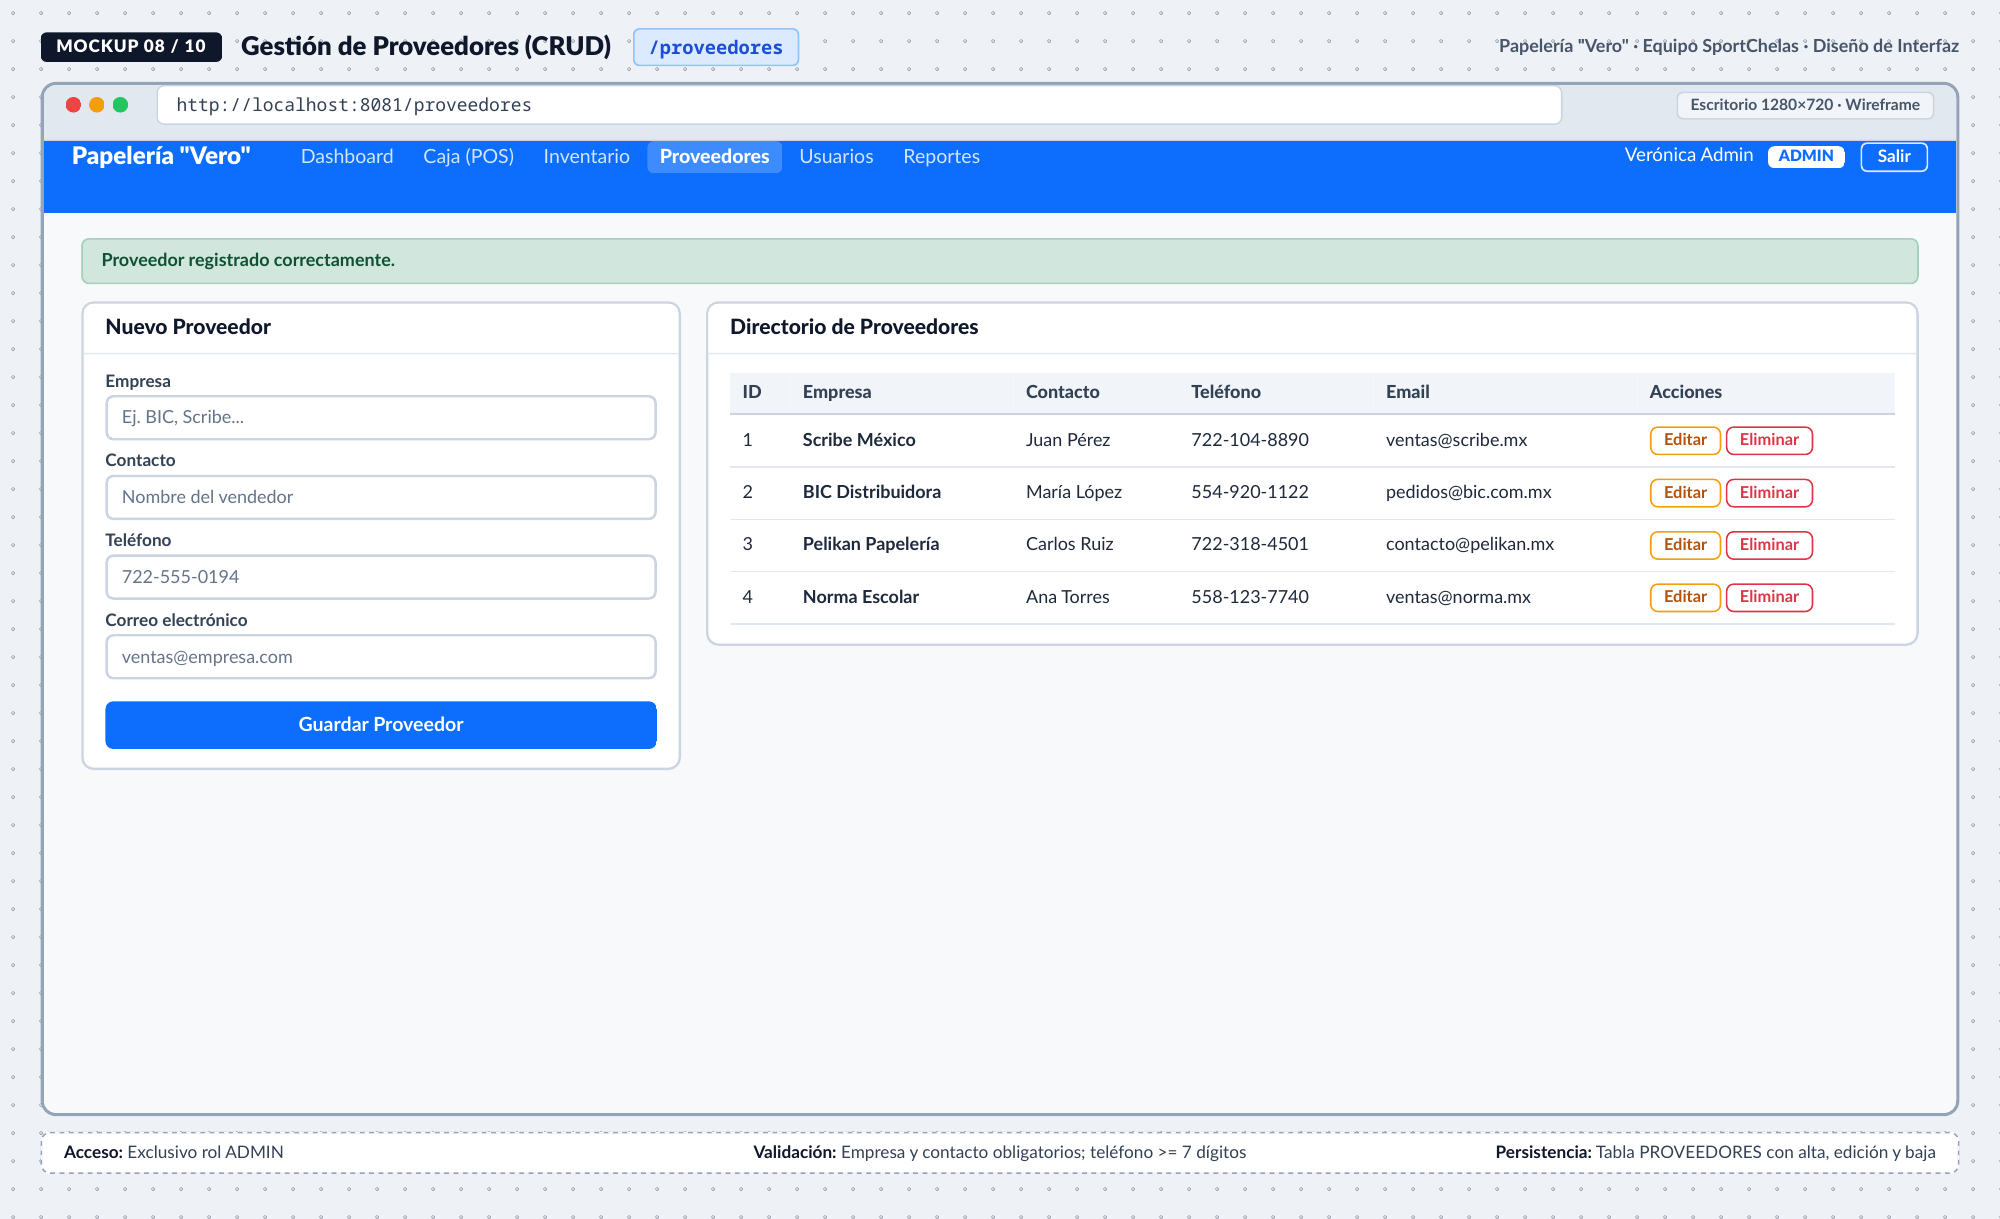 MOCKUP 08 / 10 Gestión de Proveedores (CRUD) /proveedores Papelería "Vero" · Equipo SportChelas · Diseño de Interfaz
http://localhost:8081/proveedores Escritorio 1280×720 · Wireframe
Papelería "Vero" Dashboard Caja (POS) Inventario Proveedores Usuarios Reportes Verónica Admin ADMIN Salir
Proveedor registrado correctamente.
Nuevo Proveedor
Empresa
Ej. BIC, Scribe...
Contacto
Nombre del vendedor
Teléfono
722-555-0194
Correo electrónico
ventas@empresa.com
Guardar Proveedor
Directorio de Proveedores
ID Empresa Contacto Teléfono Email Acciones
1 Scribe México Juan Pérez 722-104-8890 ventas@scribe.mx Editar Eliminar
2 BIC Distribuidora María López 554-920-1122 pedidos@bic.com.mx Editar Eliminar
3 Pelikan Papelería Carlos Ruiz 722-318-4501 contacto@pelikan.mx Editar Eliminar
4 Norma Escolar Ana Torres 558-123-7740 ventas@norma.mx Editar Eliminar
Acceso: Exclusivo rol ADMIN Validación: Empresa y contacto obligatorios; teléfono >= 7 dígitos Persistencia: Tabla PROVEEDORES con alta, edición y baja